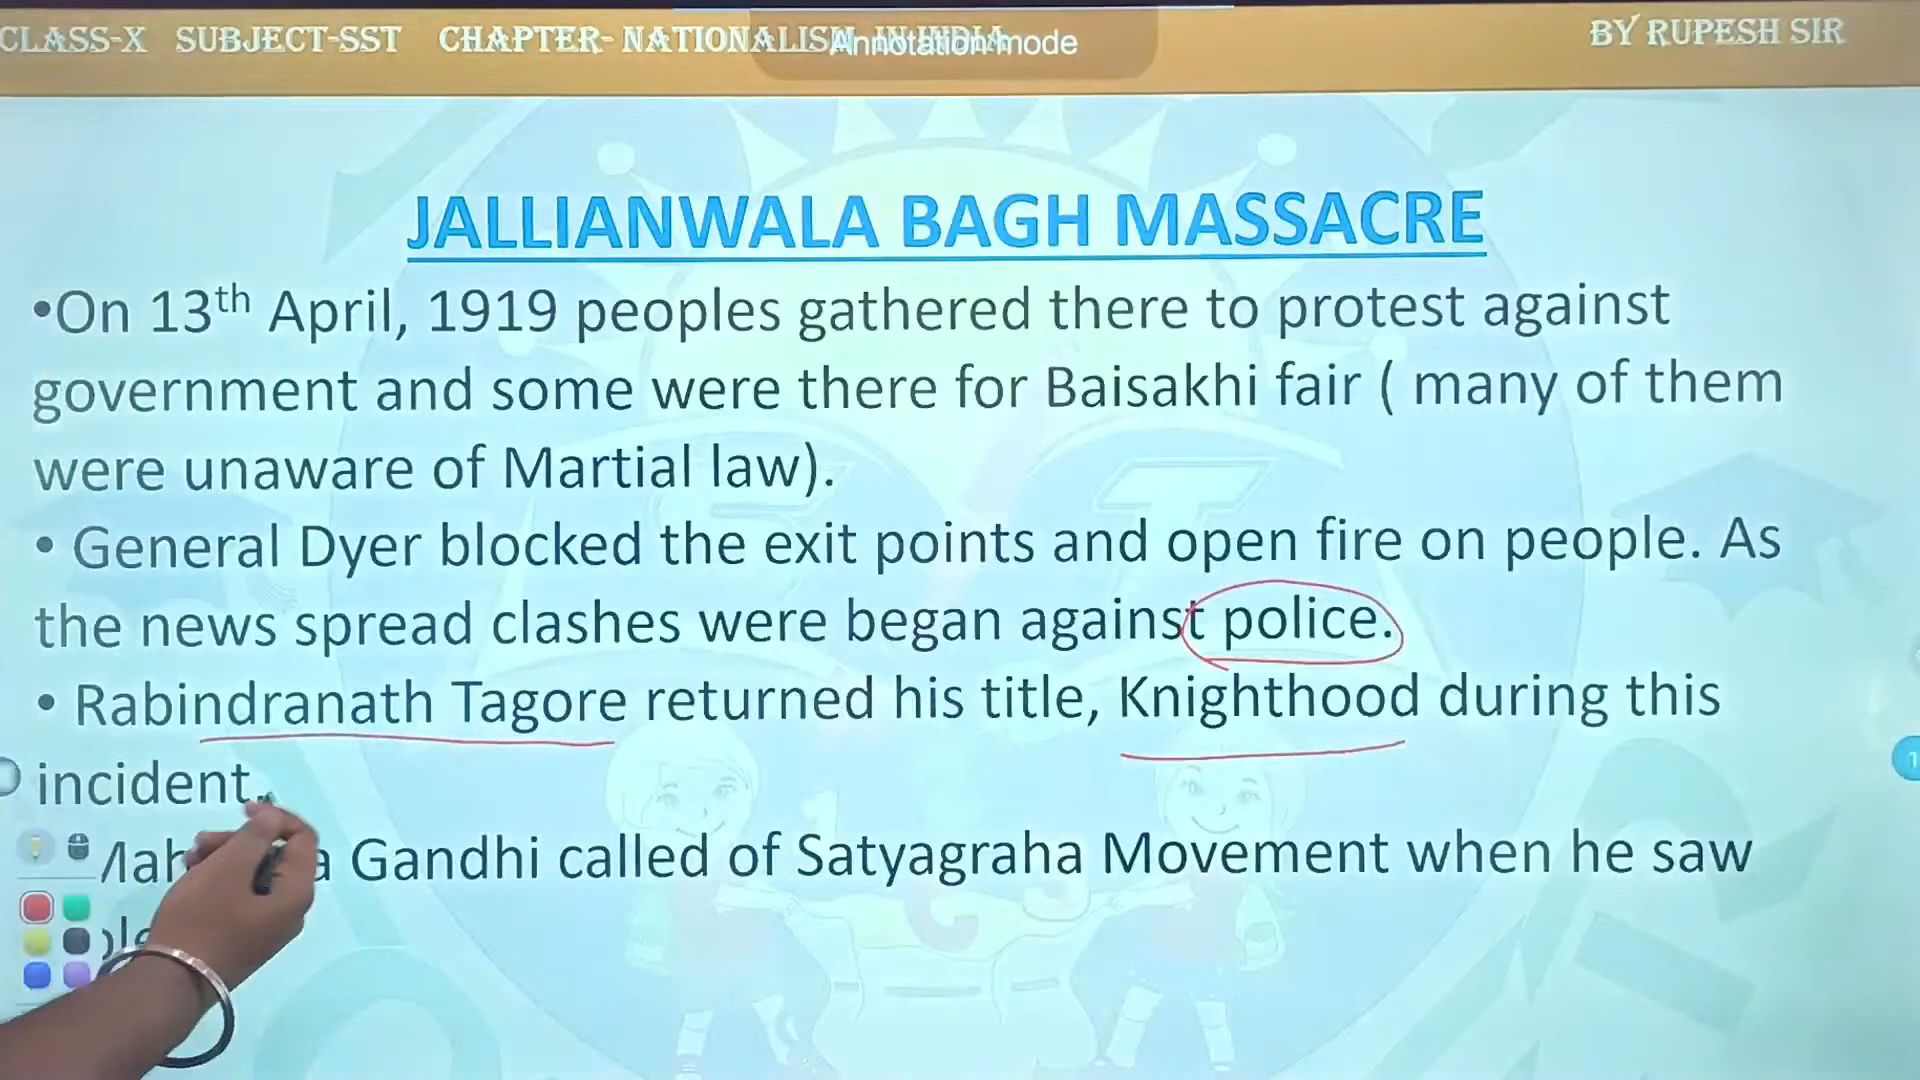 CLASS-X SUBJECT-SST CHAPTER- NATIONALISM IN INDIA
Annotation mode
BY RUPESH SIR
JALLIANWALA BAGH MASSACRE
•On 13th April, 1919 peoples gathered there to protest against
government and some were there for Baisakhi fair ( many of them
were unaware of Martial law).
• General Dyer blocked the exit points and open fire on people. As
the news spread clashes were began against police.
• Rabindranath Tagore returned his title, Knighthood during this
incident.
Gandhi called of Satyagraha Movement when he saw